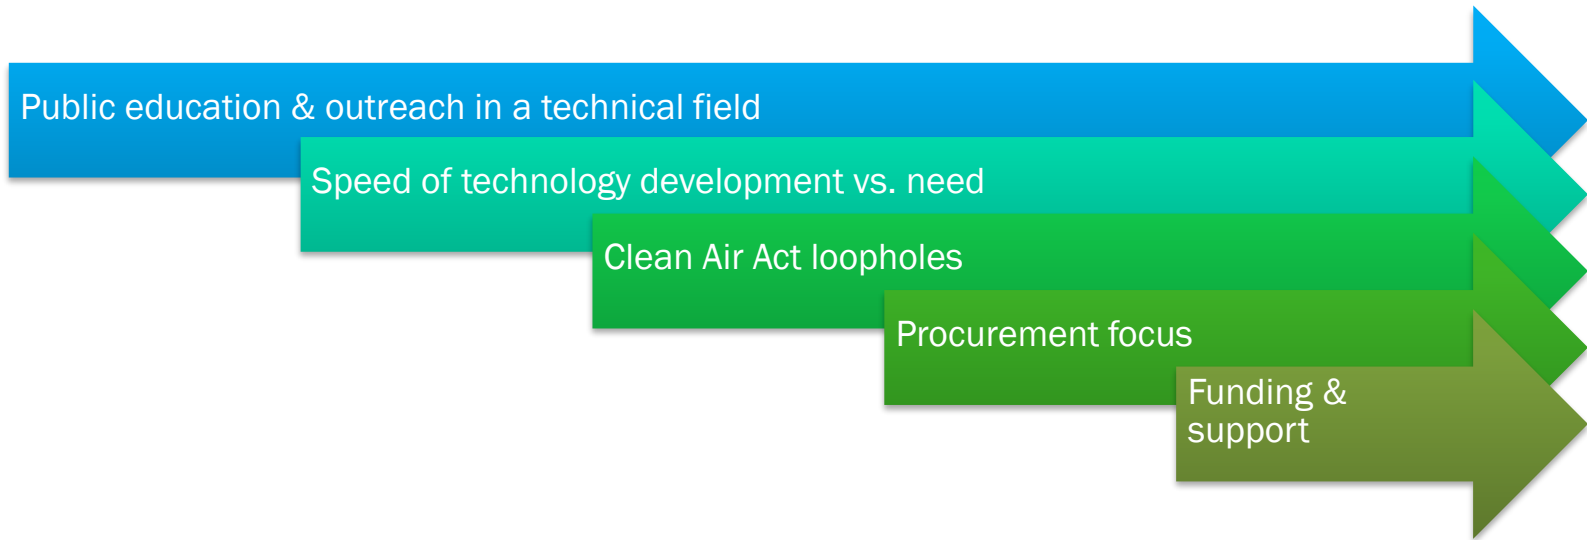 Public education & outreach in a technical field
Speed of technology development vs. need
Clean Air Act loopholes
Procurement focus
Funding &
support